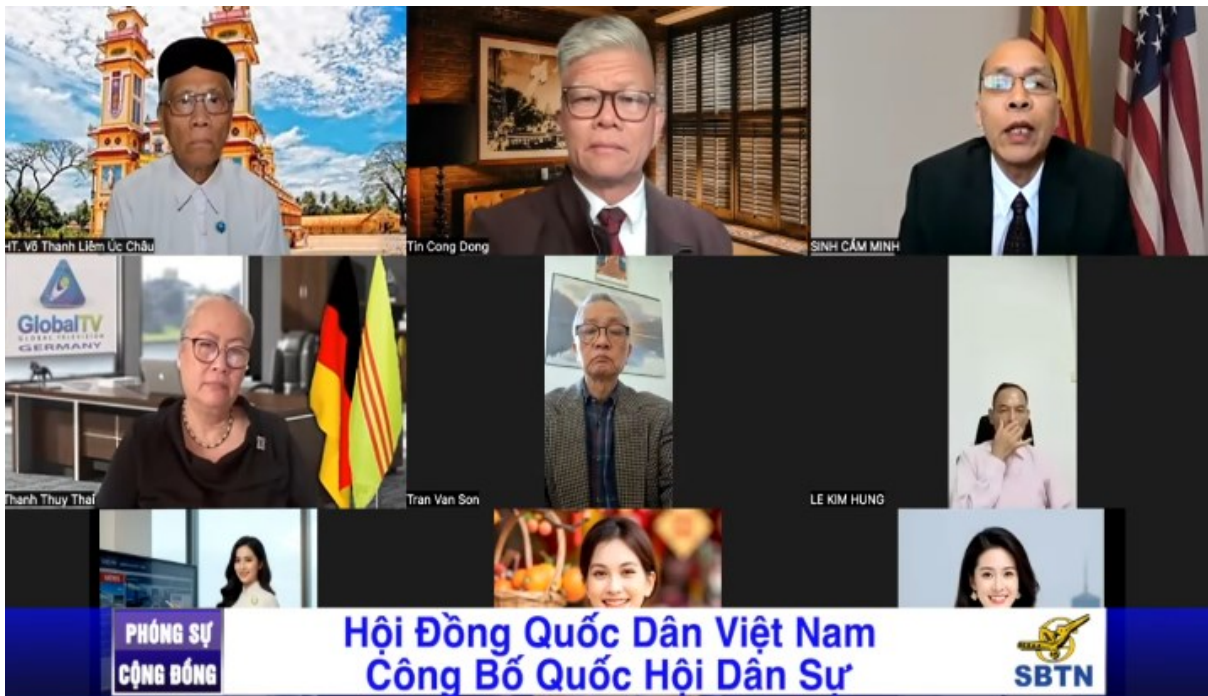 HT. Võ Thanh Liêm Úc Châu
Tin Cong Dong
SINH CẨM MINH
GlobalTV
GLOBAL TELEVISION
GERMANY
Thanh Thuy Thai
Tran Van Son
LE KIM HUNG
PHÓNG SỰ
CỘNG ĐỒNG
Hội Đồng Quốc Dân Việt Nam
Công Bố Quốc Hội Dân Sự
SBTN